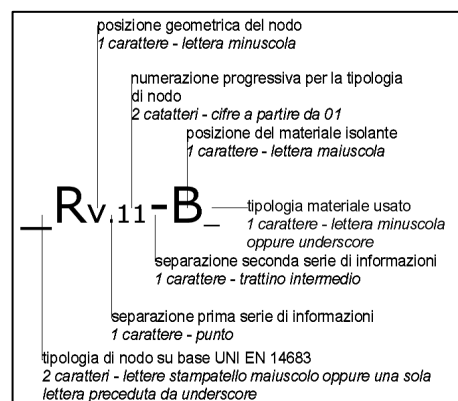 posizione geometrica del nodo
1 carattere - lettera minuscola
numerazione progressiva per la tipologia
di nodo
2 catatteri - cifre a partire da 01
posizione del materiale isolante
1 carattere - lettera maiuscola
_Rv.11-B_
tipologia materiale usato
1 carattere - lettera minuscola
oppure underscore
separazione seconda serie di informazioni
1 carattere - trattino intermedio
separazione prima serie di informazioni
1 carattere - punto
tipologia di nodo su base UNI EN 14683
2 caratteri - lettere stampatello maiuscolo oppure una sola
lettera preceduta da underscore